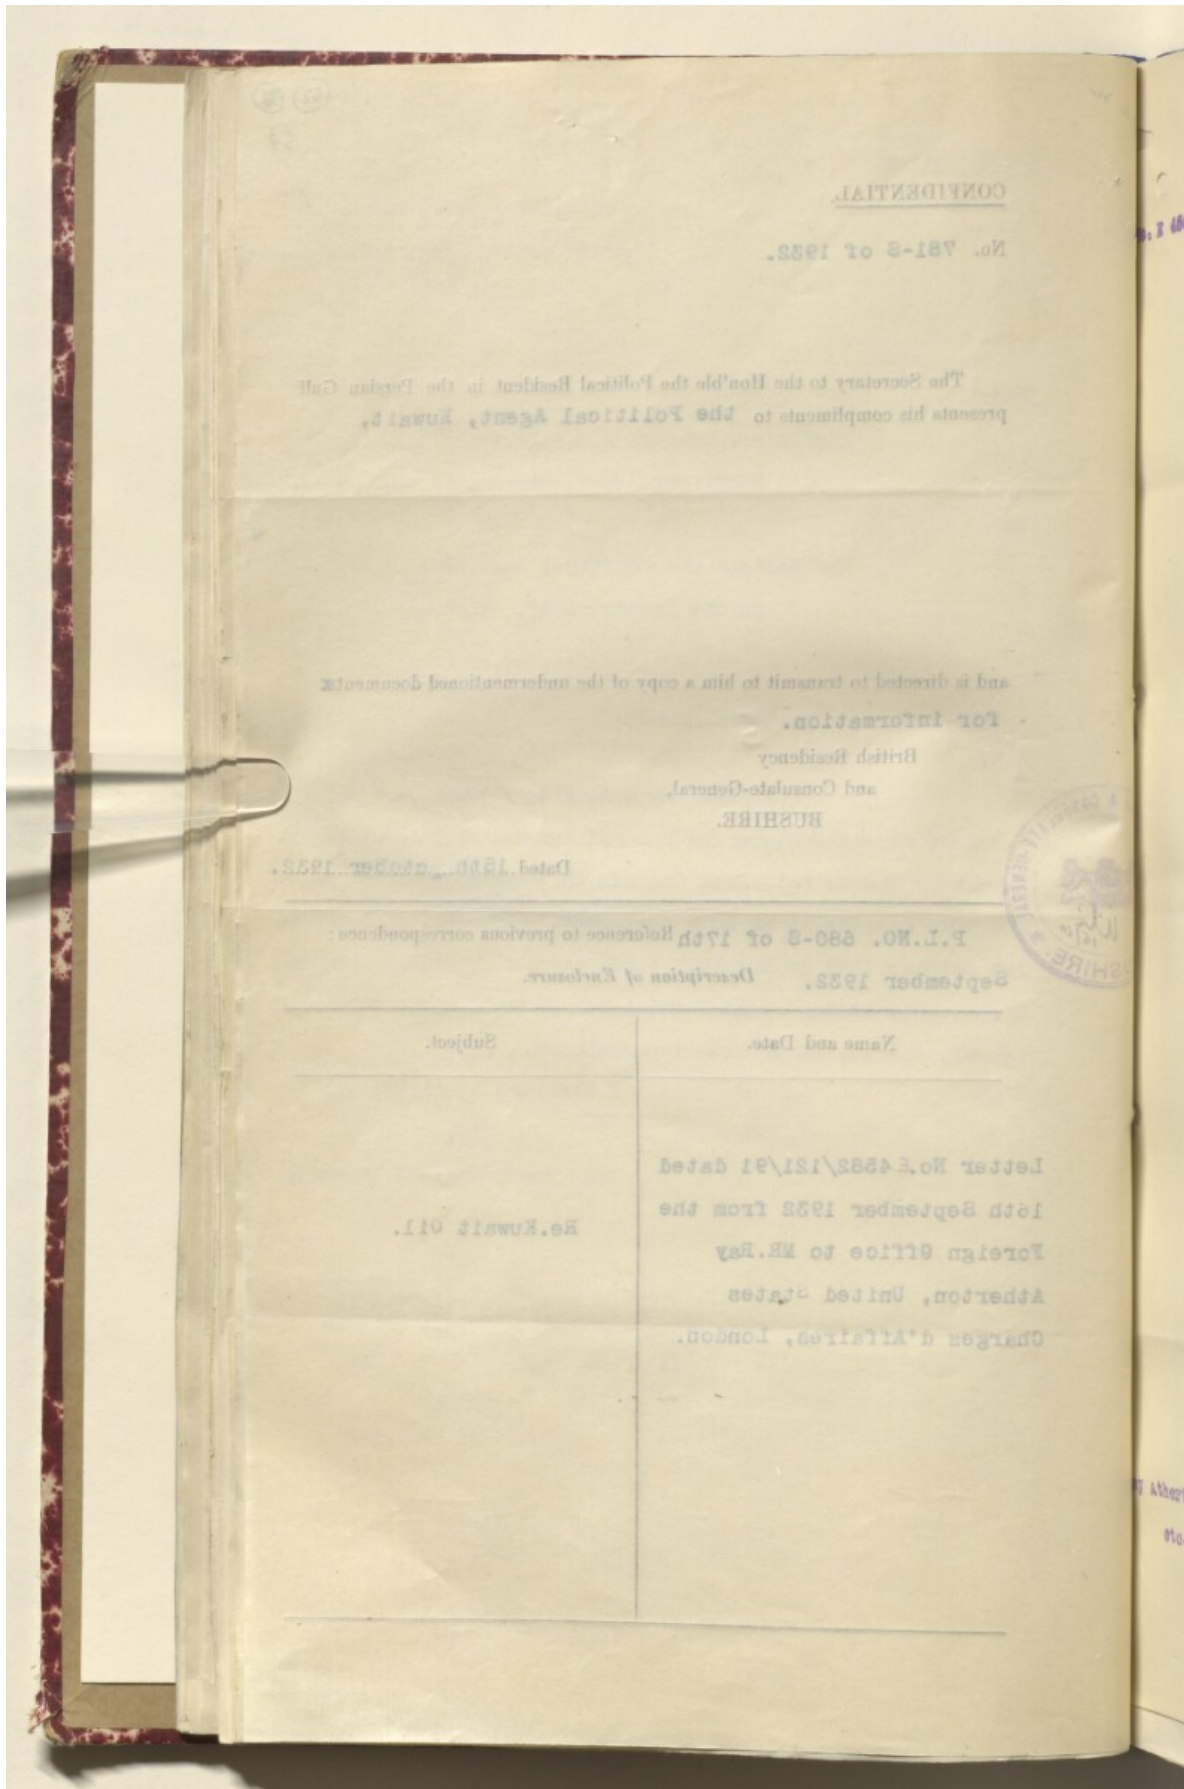 CONFIDENTIAL.
No. 781-S of 1932.
The Secretary to the Hon'ble the Political Resident in the Persian Gulf
presents his compliments to the Political Agent, Kuwait,
and is directed to transmit to him a copy of the undermentioned documents
for information.
British Residency
and Consulate-General,
BUSHIRE.
Dated 15th October 1932.
Reference to previous correspondence:
P.L.NO. 680-S of 17th
September 1932.
Description of Enclosure.
Name and Date.
Subject.
Letter No.E4582/121/91 dated
16th September 1932 from the
Foreign Office to MR.Ray
Atherton, United States
Charges d'Affaires, London.
Re.Kuwait Oil.